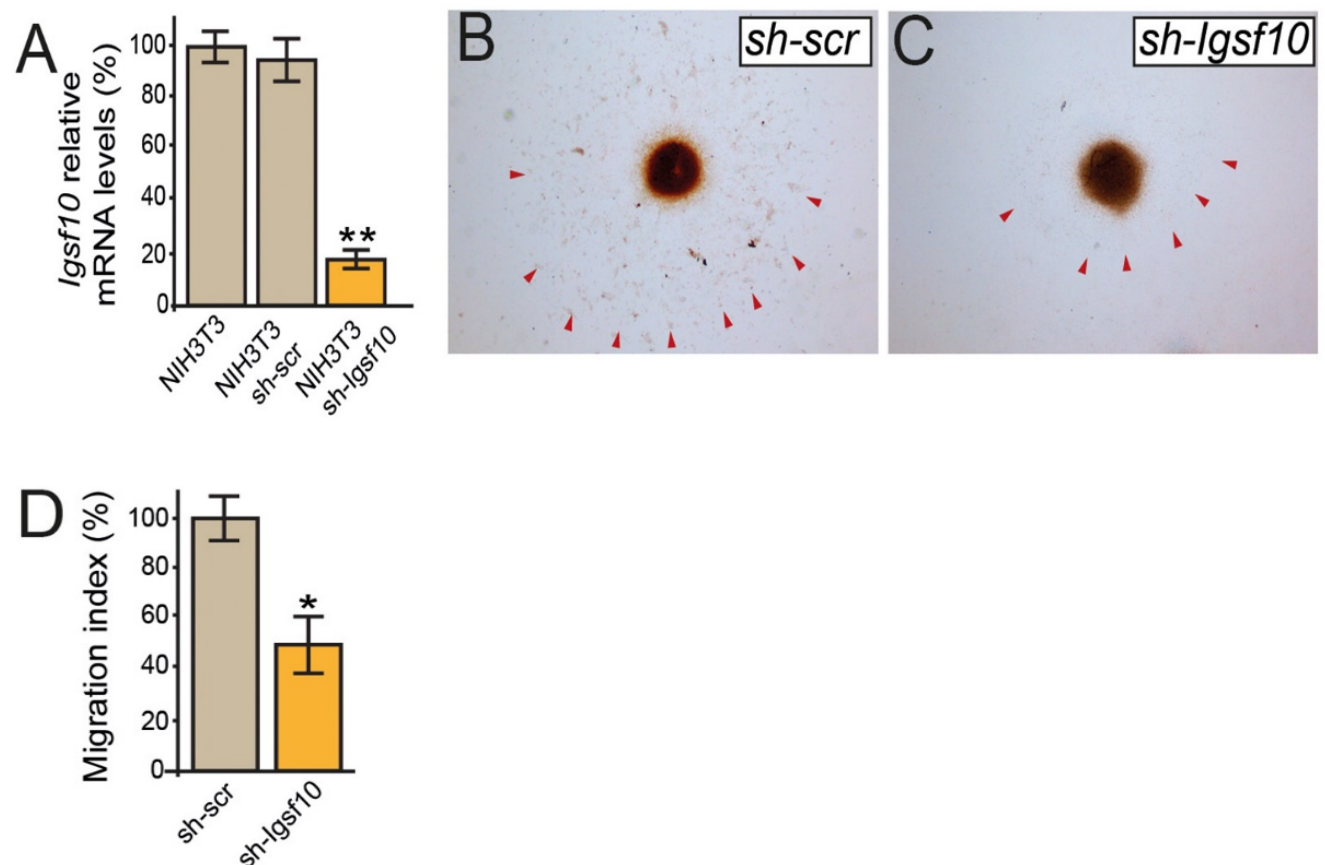 A
Igsf10 relative
mRNA levels (%)
100
80
60
40
20
0
**
NIH3T3
NIH3T3
sh-scr
NIH3T3
sh-Igsf10
B
sh-scr
C
sh-Igsf10
D
Migration index (%)
100
80
60
40
20
0
*
sh-scr
sh-Igsf10